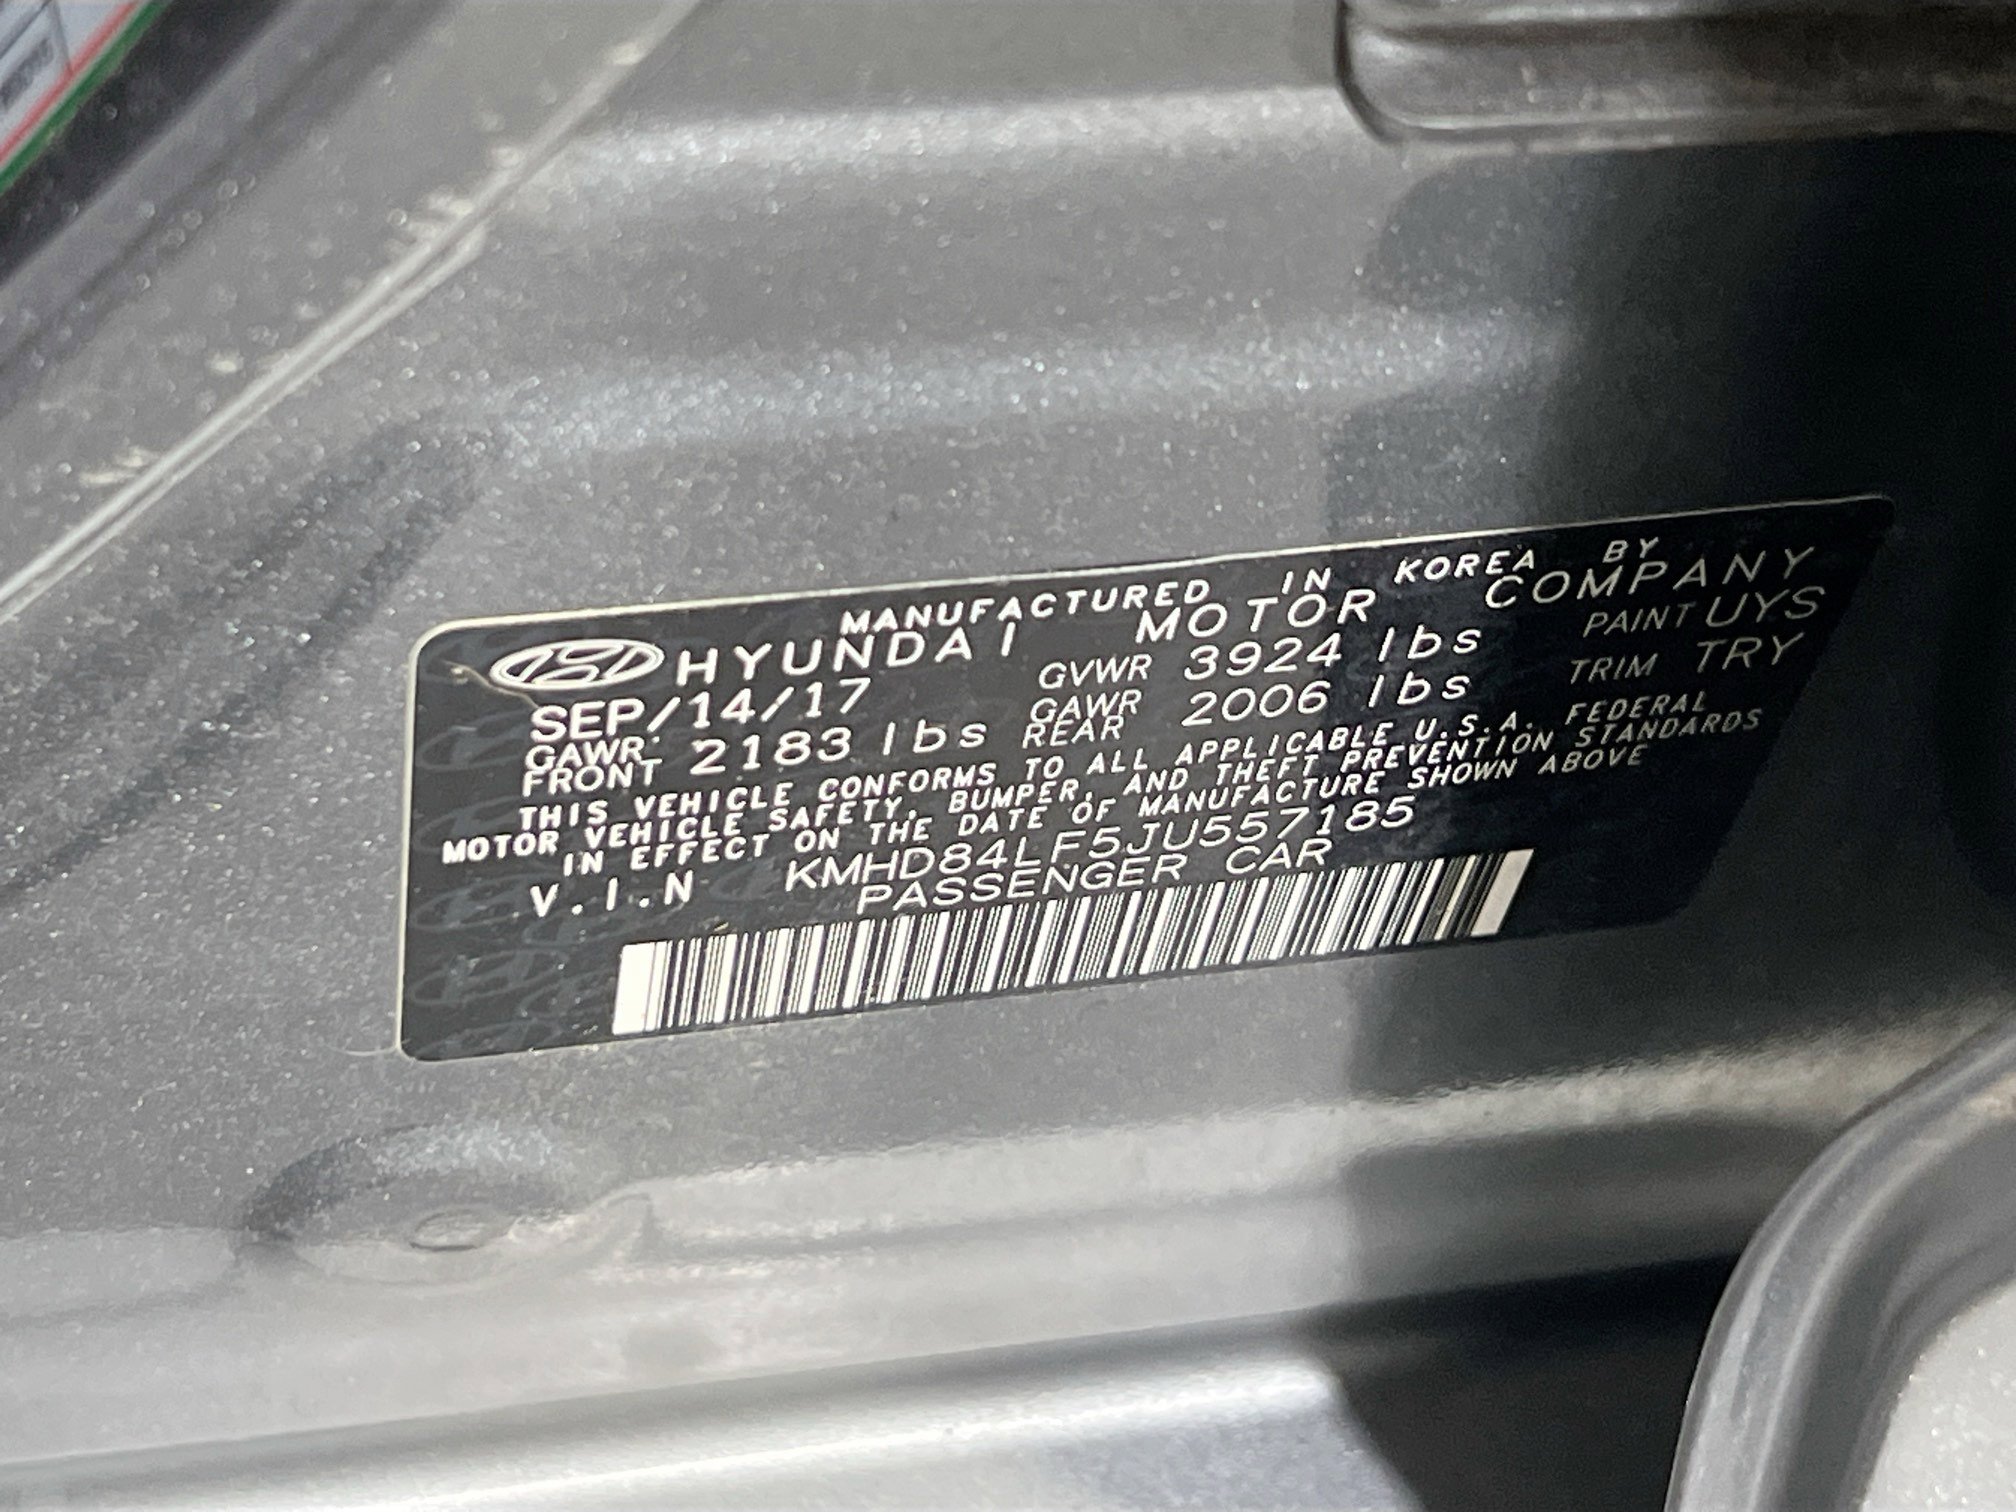 MANUFACTURED IN KOREA BY
HYUNDAI MOTOR COMPANY
SEP/14/17 GVWR 3924 lbs PAINT UYS
GAWR FRONT 2183 lbs GAWR REAR 2006 lbs TRIM TRY
THIS VEHICLE CONFORMS TO ALL APPLICABLE U.S.A. FEDERAL
MOTOR VEHICLE SAFETY, BUMPER, AND THEFT PREVENTION STANDARDS
IN EFFECT ON THE DATE OF MANUFACTURE SHOWN ABOVE
V.I.N KMHD84LF5JU557185
PASSENGER CAR